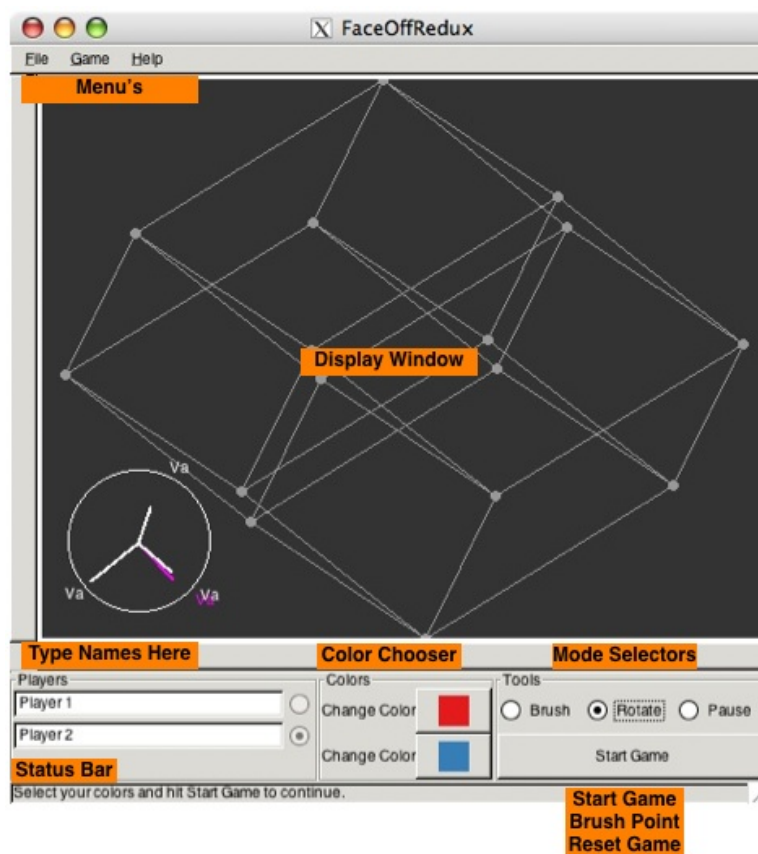 FaceOffRedux
File Game Help
Menu's
Display Window
Va
Va
Va
Type Names Here
Color Chooser
Mode Selectors
Players
Colors
Tools
Player 1
Change Color
Brush Rotate Pause
Player 2
Change Color
Start Game
Status Bar
Select your colors and hit Start Game to continue.
Start Game
Brush Point
Reset Game